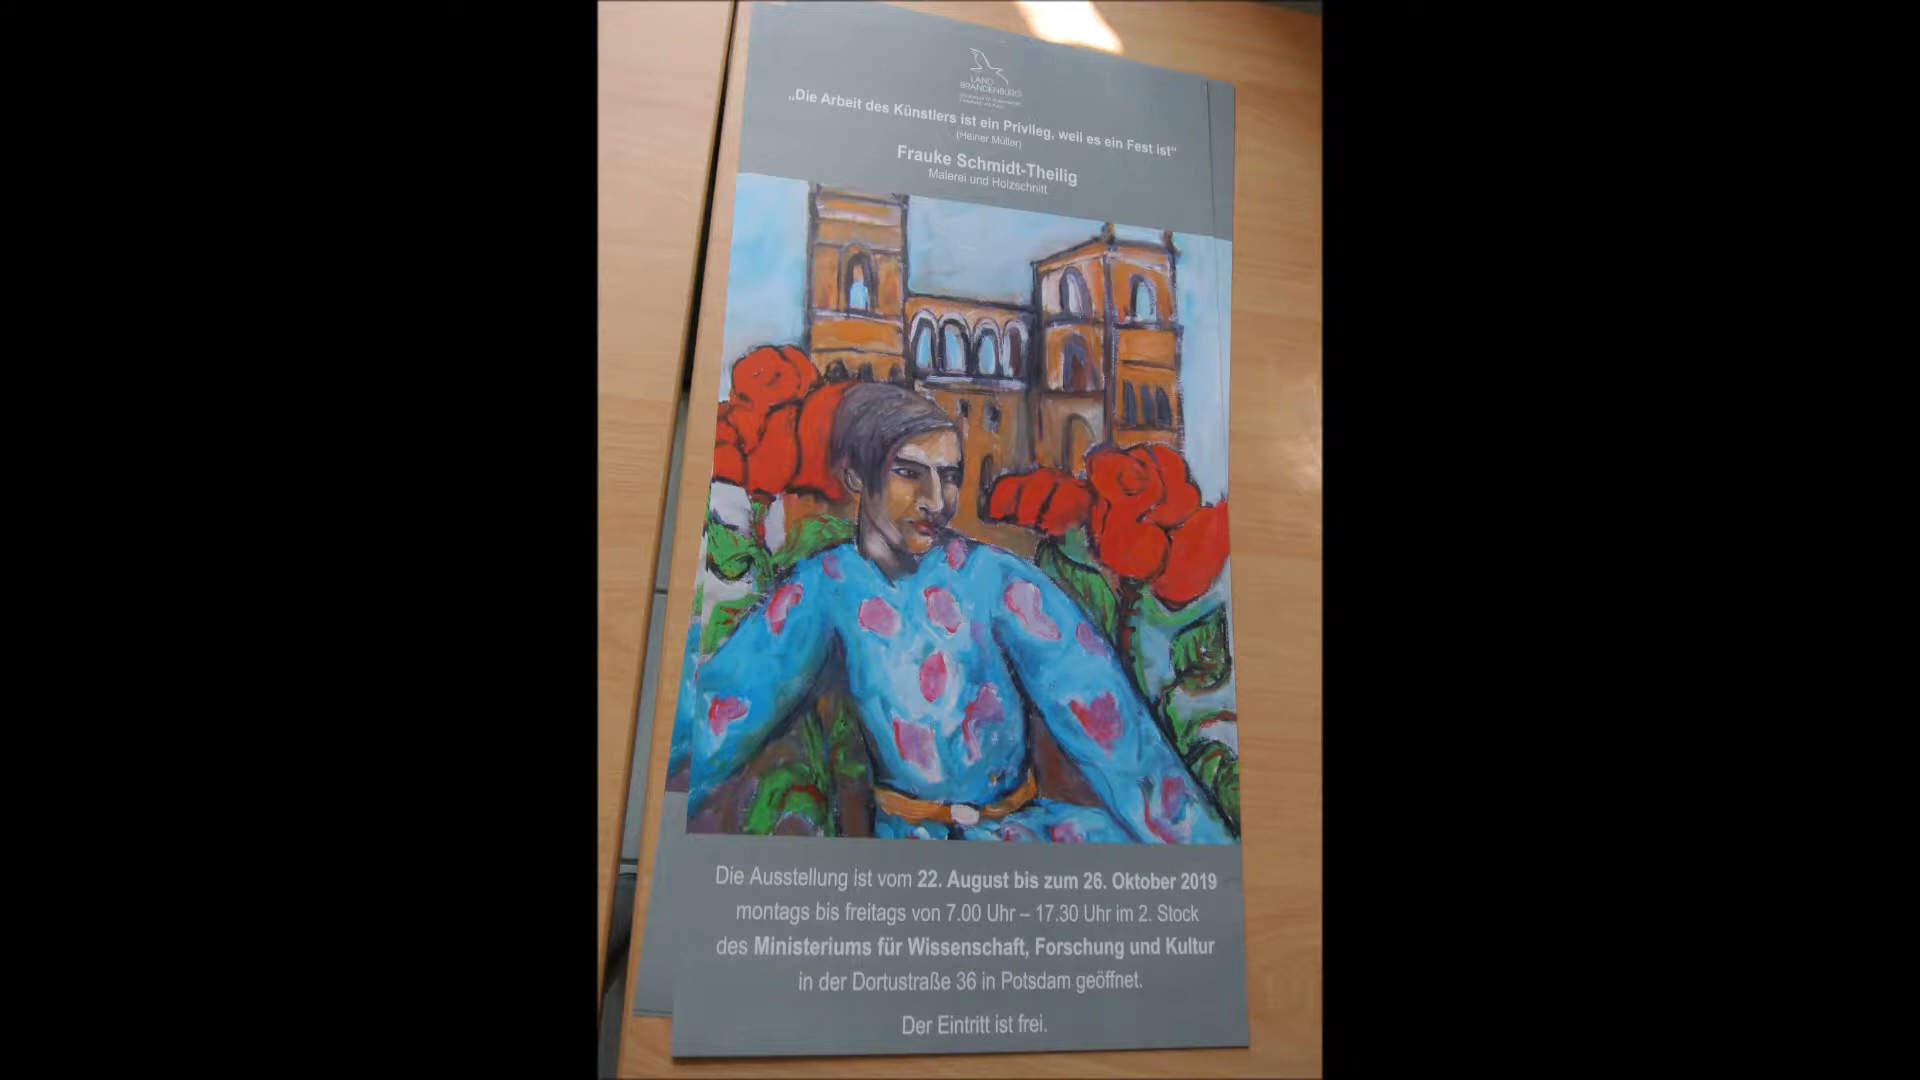 LAND
BRANDENBURG
„Die Arbeit des Künstlers ist ein Privileg, weil es ein Fest ist“
(Heiner Müller)
Frauke Schmidt-Theilig
Malerei und Holzschnitt
Die Ausstellung ist vom 22. August bis zum 26. Oktober 2019
montags bis freitags von 7.00 Uhr – 17.30 Uhr im 2. Stock
des Ministeriums für Wissenschaft, Forschung und Kultur
in der Dortustraße 36 in Potsdam geöffnet.
Der Eintritt ist frei.